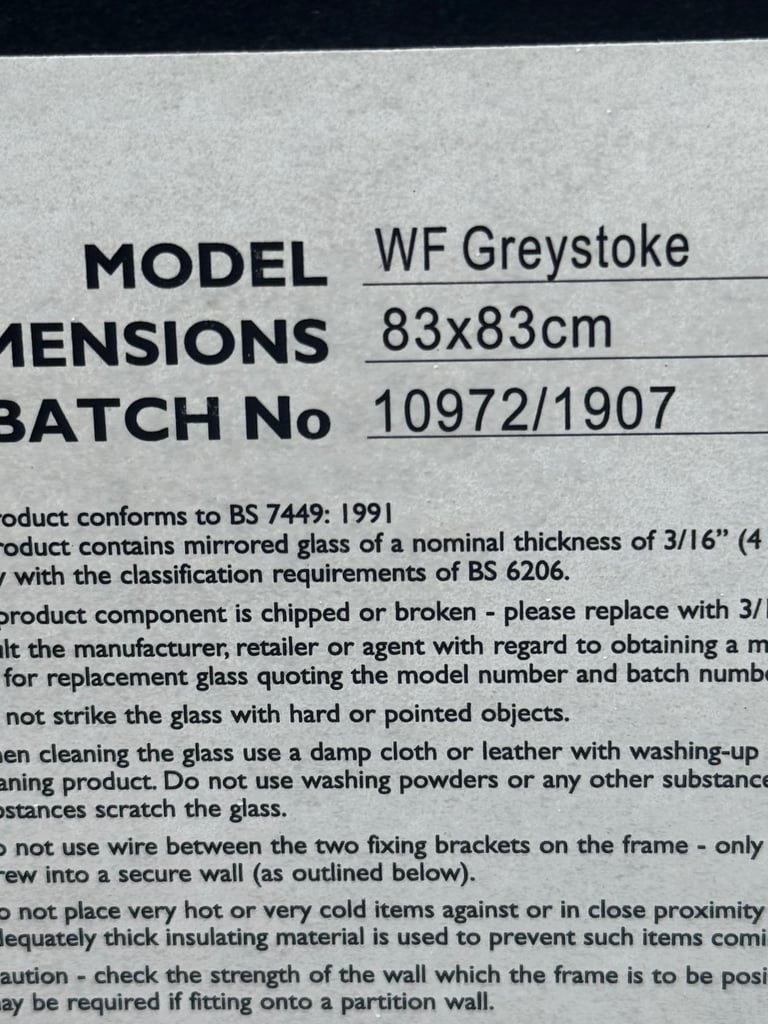 MODEL WF Greystoke
MENSIONS 83x83cm
BATCH No 10972/1907
roduct conforms to BS 7449: 1991
roduct contains mirrored glass of a nominal thickness of 3/16” (4
y with the classification requirements of BS 6206.
product component is chipped or broken - please replace with 3/1
ult the manufacturer, retailer or agent with regard to obtaining a m
for replacement glass quoting the model number and batch numbe
not strike the glass with hard or pointed objects.
en cleaning the glass use a damp cloth or leather with washing-up
aning product. Do not use washing powders or any other substance
bstances scratch the glass.
o not use wire between the two fixing brackets on the frame - only
rew into a secure wall (as outlined below).
o not place very hot or very cold items against or in close proximity
dequately thick insulating material is used to prevent such items comi
aution - check the strength of the wall which the frame is to be posi
ay be required if fitting onto a partition wall.